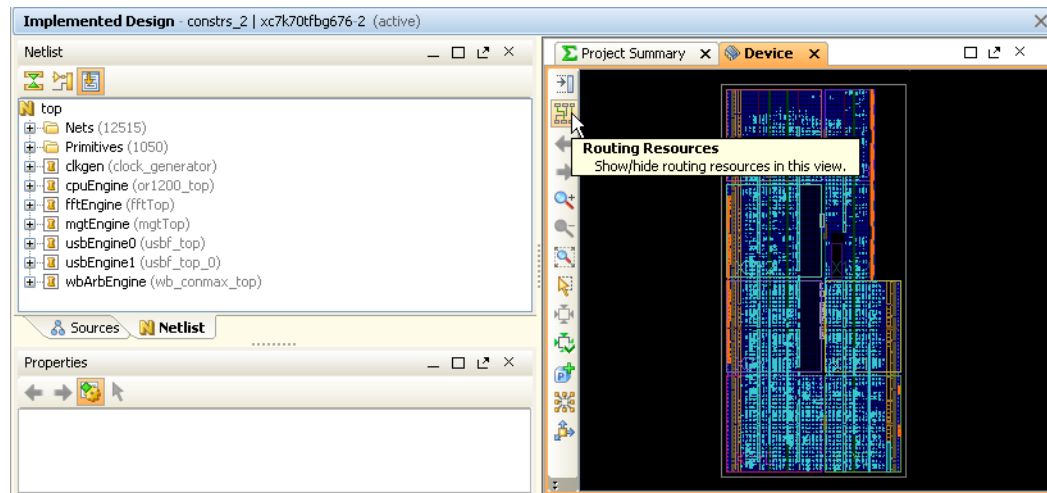 Implemented Design - constrs_2 | xc7k70tfbg676-2 (active)
Netlist
Project Summary
Device
top
Nets (12515)
Primitives (1050)
clkgen (clock_generator)
cpuEngine (or1200_top)
fftEngine (fftTop)
mgtEngine (mgtTop)
usbEngine0 (usbf_top)
usbEngine1 (usbf_top_0)
wbArbEngine (wb_conmax_top)
Routing Resources
Show/hide routing resources in this view.
Sources
Netlist
Properties